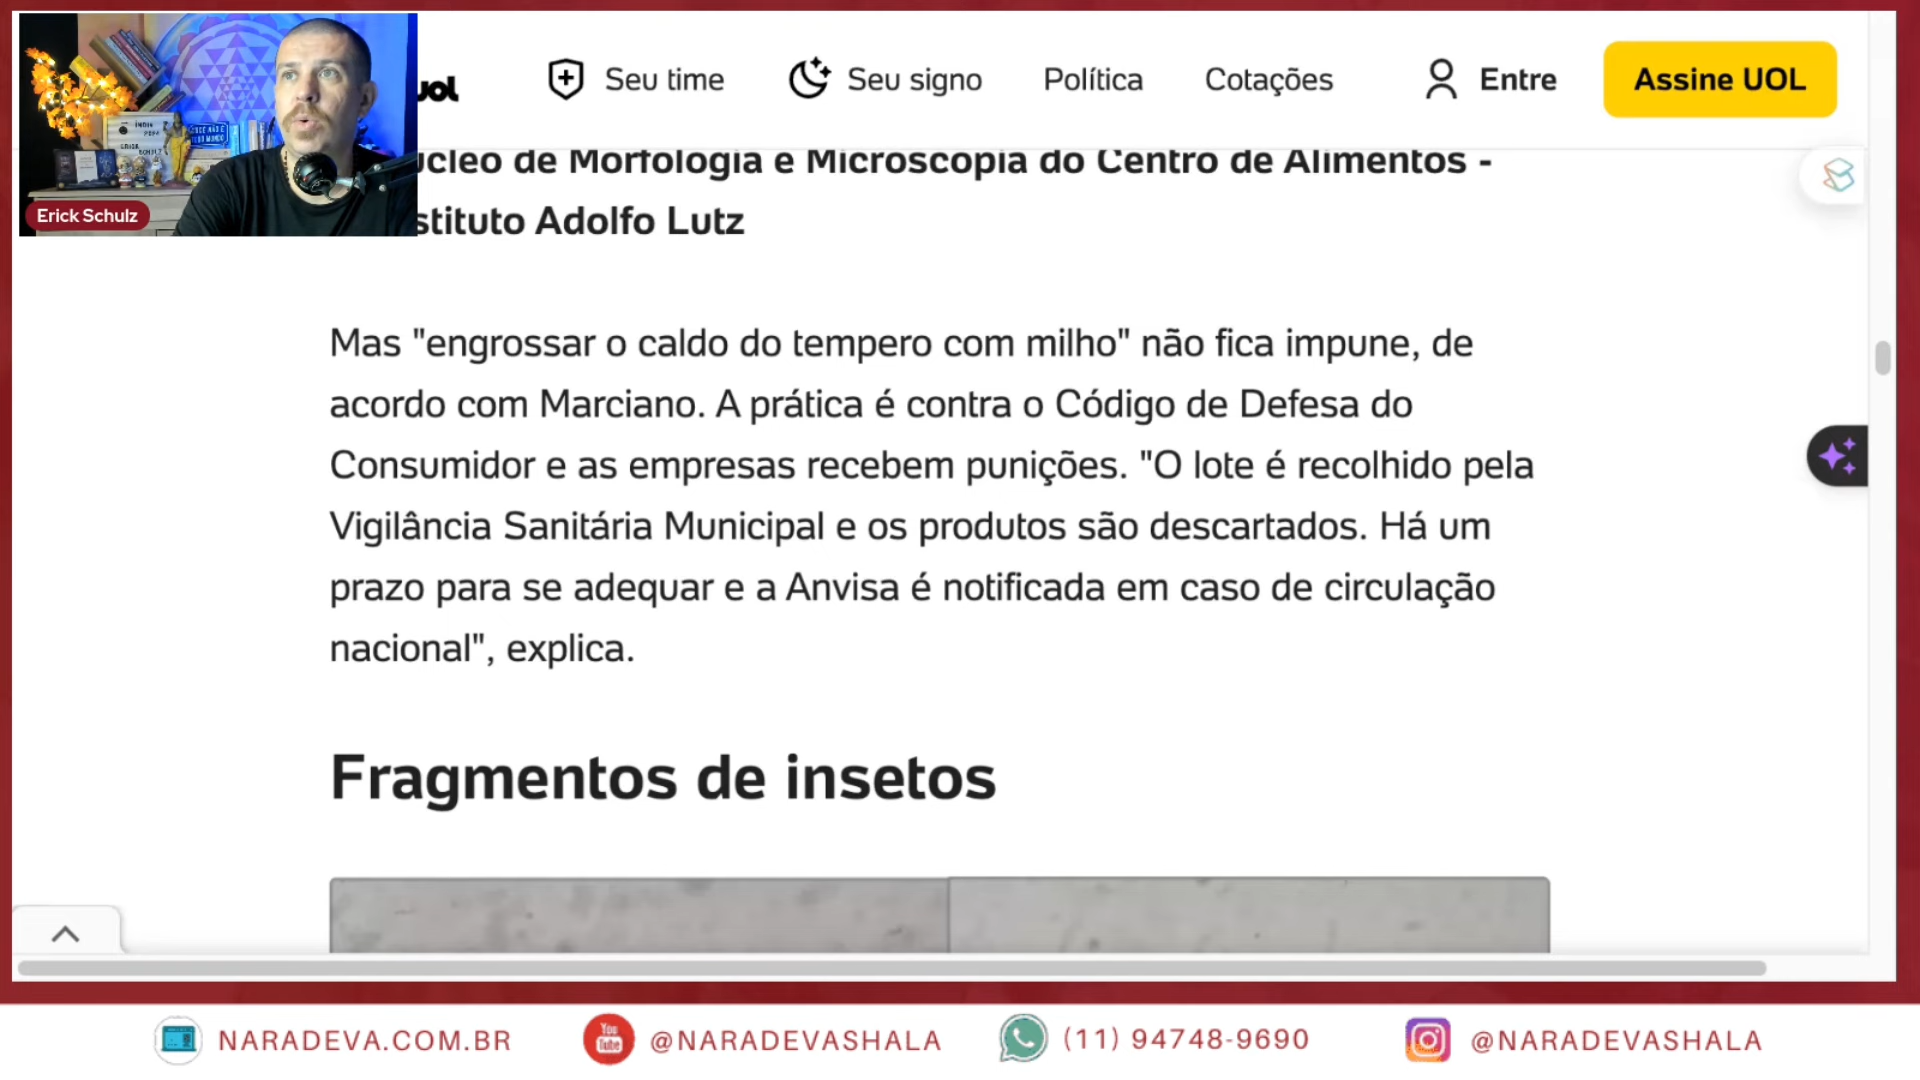 uol
Seu time
Seu signo
Política
Cotações
Entre
Assine UOL
Erick Schulz
úcleo de Morfologia e Microscopia do Centro de Alimentos -
stituto Adolfo Lutz
Mas "engrossar o caldo do tempero com milho" não fica impune, de
acordo com Marciano. A prática é contra o Código de Defesa do
Consumidor e as empresas recebem punições. "O lote é recolhido pela
Vigilância Sanitária Municipal e os produtos são descartados. Há um
prazo para se adequar e a Anvisa é notificada em caso de circulação
nacional", explica.
Fragmentos de insetos
NARADEVA.COM.BR
You
Tube
@NARADEVASHALA
(11) 94748-9690
@NARADEVASHALA